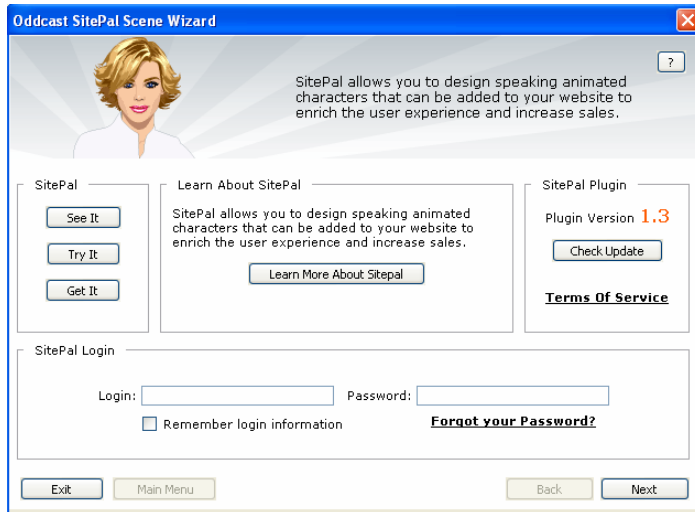 Oddcast SitePal Scene Wizard
?
SitePal allows you to design speaking animated
characters that can be added to your website to
enrich the user experience and increase sales.
SitePal
See It
Try It
Get It
Learn About SitePal
SitePal allows you to design speaking animated
characters that can be added to your website to
enrich the user experience and increase sales.
Learn More About Sitepal
SitePal Plugin
Plugin Version 1.3
Check Update
Terms Of Service
SitePal Login
Login:
Password:
Remember login information
Forgot your Password?
Exit
Main Menu
Back
Next